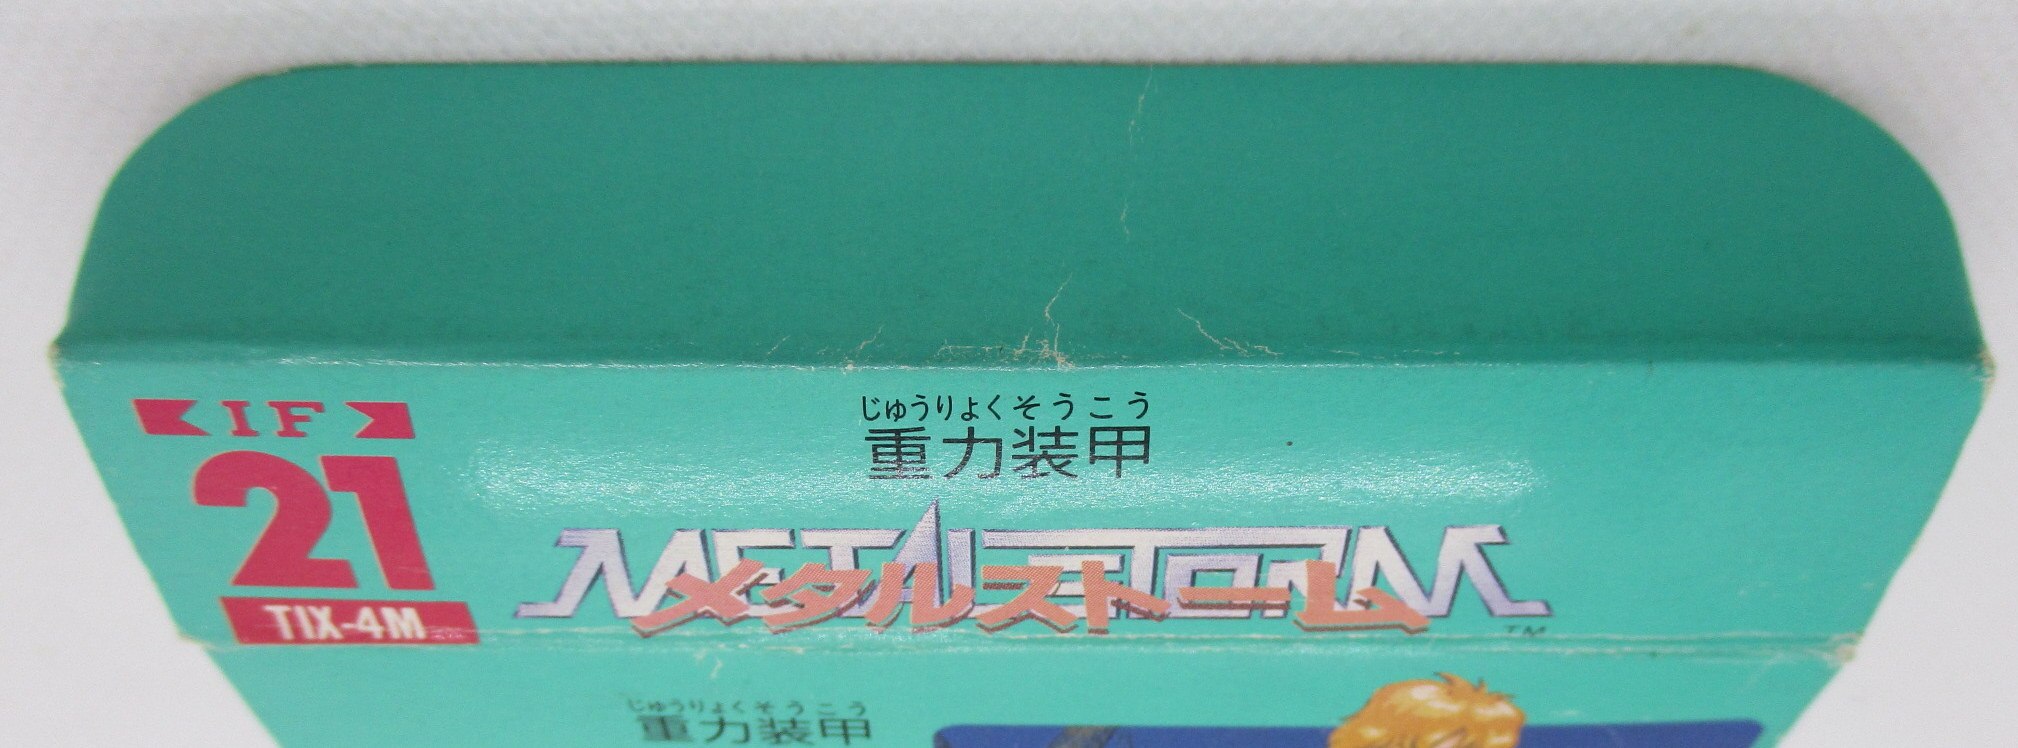 IF
21
TIX-4M
じゅうりょくそうこう
重力装甲
METAL STORM
メタルストーム
TM
じゅうりょくそうこう
重力装甲